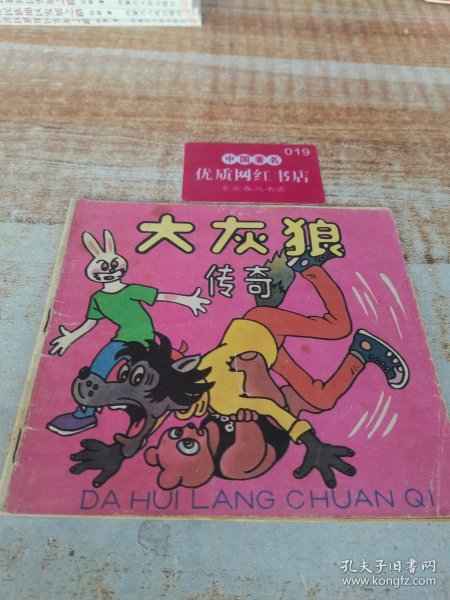 019
中国著名
优质网红书店
大灰狼
传奇
DA HUI LANG CHUAN QI
孔夫子旧书网
www.kongfz.com